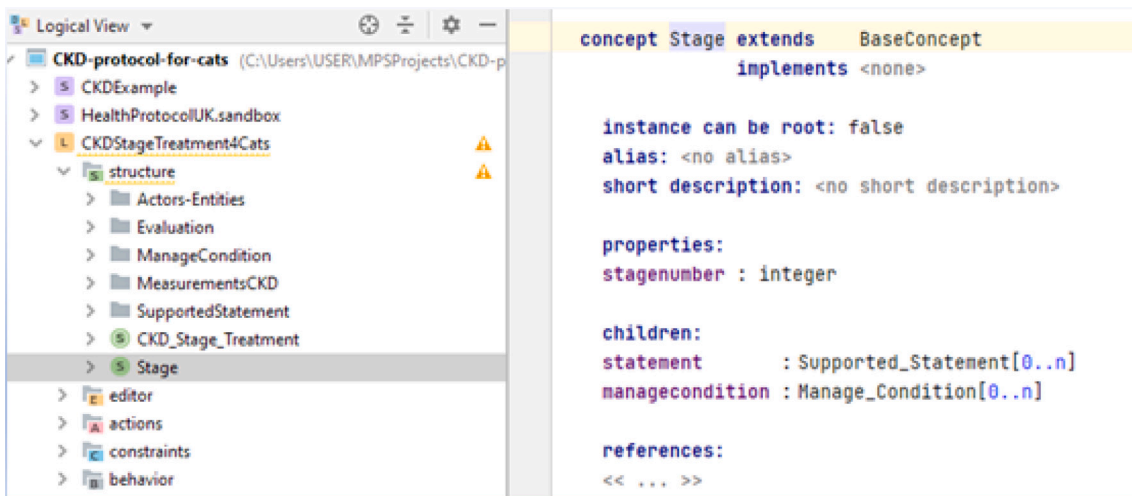 Logical View
CKD-protocol-for-cats (C:\Users\USER\MPSProjects\CKD-p
CKDExample
HealthProtocolUK.sandbox
CKDStageTreatment4Cats
structure
Actors-Entities
Evaluation
ManageCondition
MeasurementsCKD
SupportedStatement
CKD_Stage_Treatment
Stage
editor
actions
constraints
behavior
concept Stage extends BaseConcept
implements <none>
instance can be root: false
alias: <no alias>
short description: <no short description>
properties:
stagenumber : integer
children:
statement : Supported_Statement[0..n]
managecondition : Manage_Condition[0..n]
references:
<< ... >>